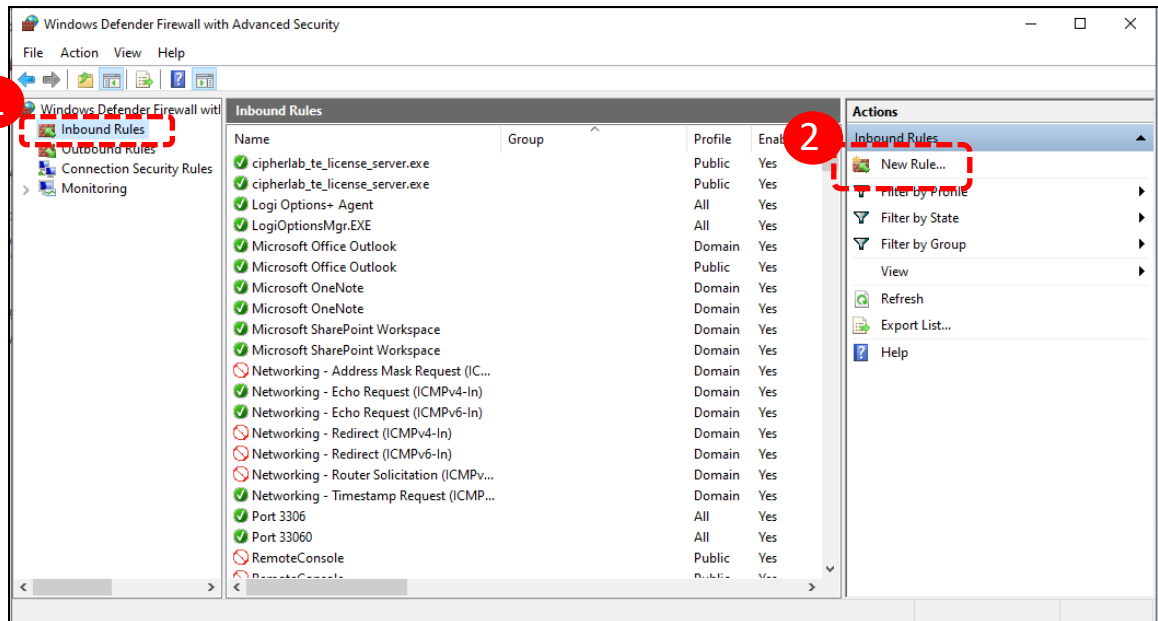 Windows Defender Firewall with Advanced Security
File Action View Help
Windows Defender Firewall with
Inbound Rules
Outbound Rules
Connection Security Rules
Monitoring
Inbound Rules
Name Group Profile
cipherlab_te_license_server.exe Public Yes
cipherlab_te_license_server.exe Public Yes
Logi Options+ Agent All Yes
LogiOptionsMgr.EXE All Yes
Microsoft Office Outlook Domain Yes
Microsoft Office Outlook Public Yes
Microsoft OneNote Domain Yes
Microsoft OneNote Domain Yes
Microsoft SharePoint Workspace Domain Yes
Microsoft SharePoint Workspace Domain Yes
Networking - Address Mask Request (IC... Domain Yes
Networking - Echo Request (ICMPv4-In) Domain Yes
Networking - Echo Request (ICMPv6-In) Domain Yes
Networking - Redirect (ICMPv4-In) Domain Yes
Networking - Redirect (ICMPv6-In) Domain Yes
Networking - Router Solicitation (ICMPv... Domain Yes
Networking - Timestamp Request (ICMP... Domain Yes
Port 3306 All Yes
Port 33060 All Yes
RemoteConsole Public Yes
2
Actions
Inbound Rules
New Rule...
Filter by Profile
Filter by State
Filter by Group
View
Refresh
Export List...
Help